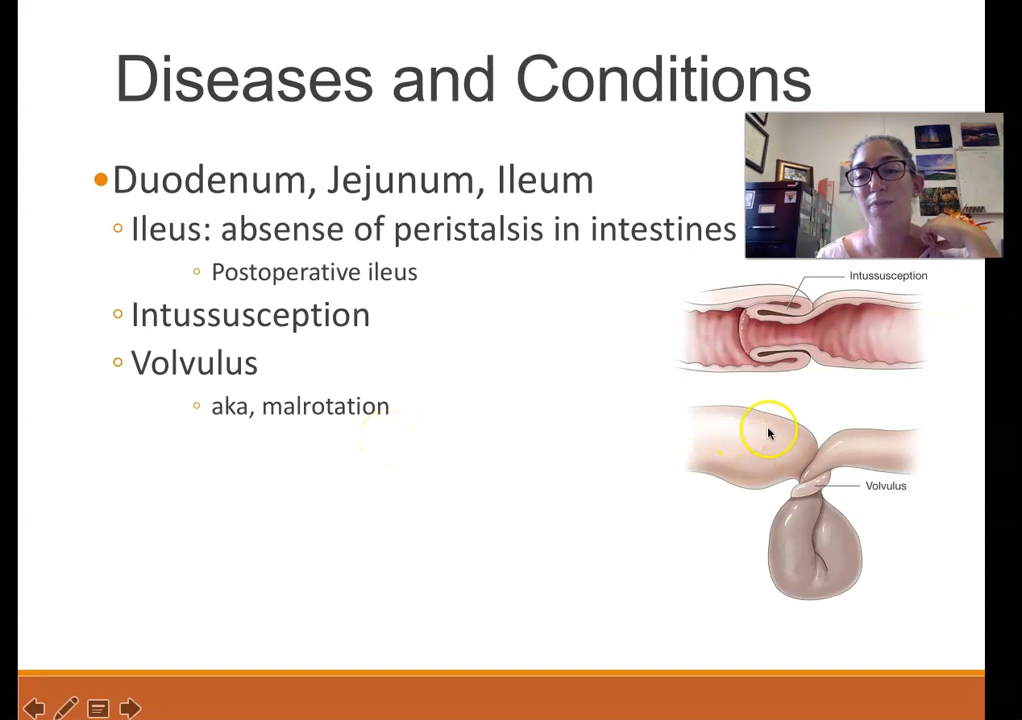 Diseases and Conditions
•Duodenum, Jejunum, Ileum
◦Ileus: absense of peristalsis in intestines
◦Postoperative ileus
◦Intussusception
◦Volvulus
◦aka, malrotation
Intussusception
Volvulus